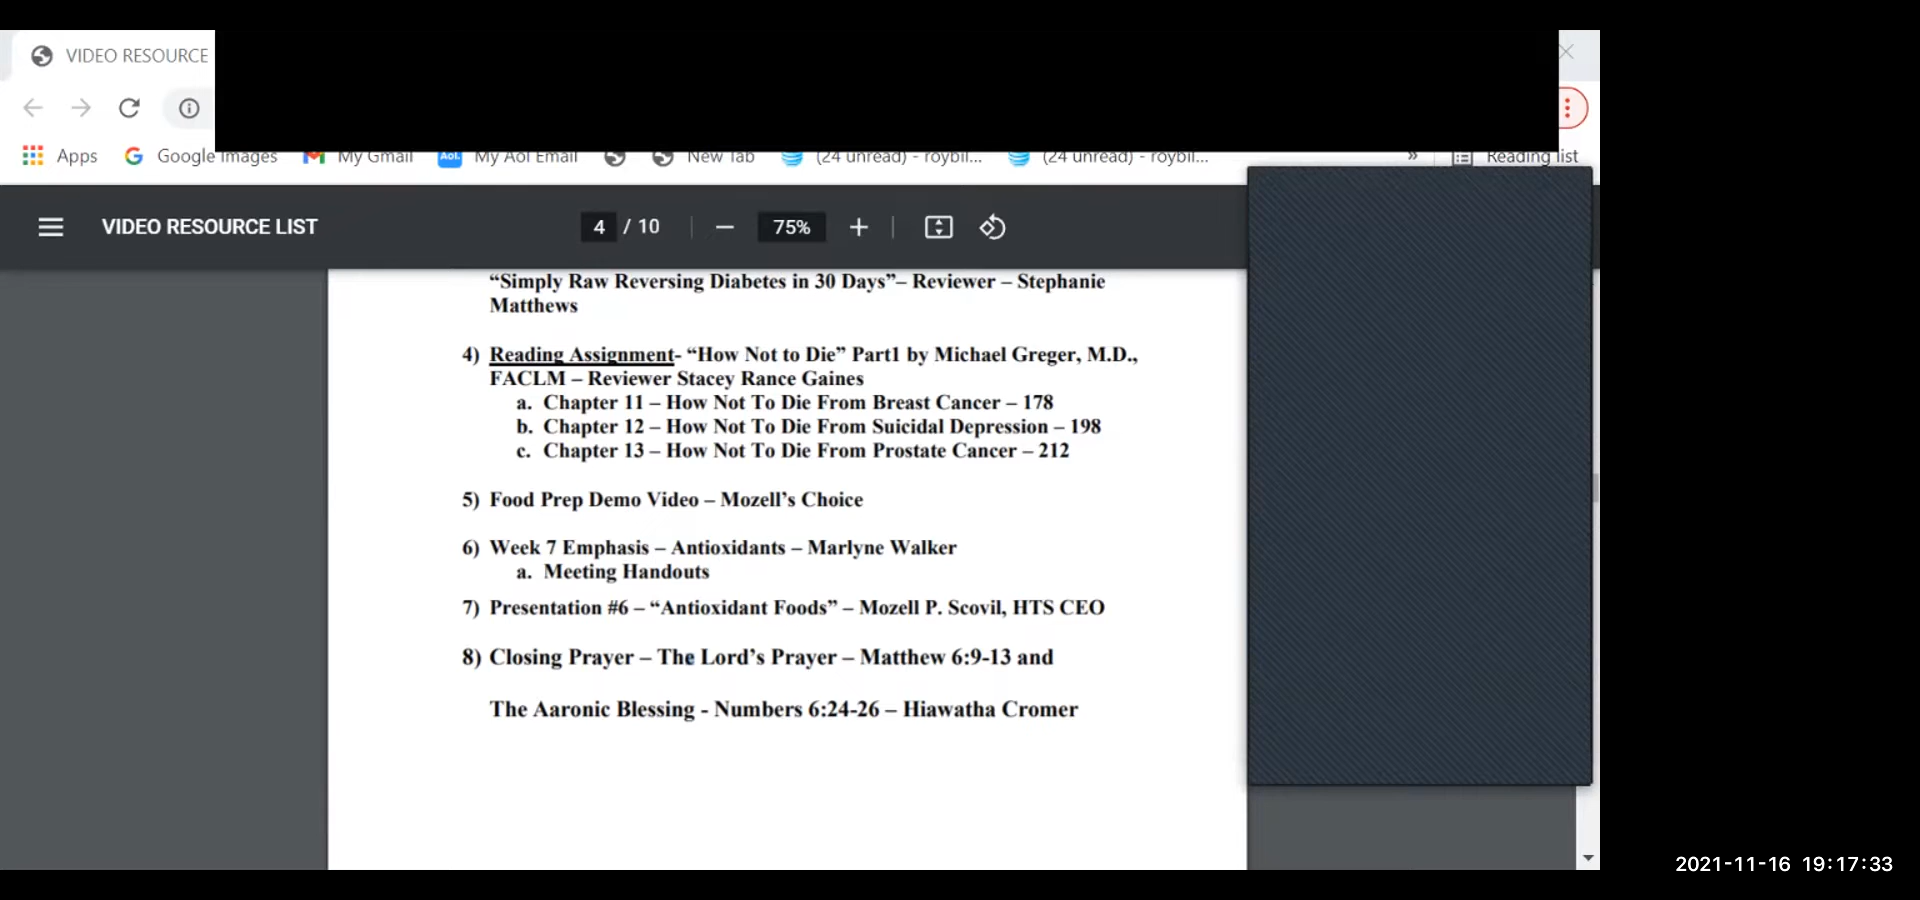 VIDEO RESOURCE
Apps Google Images My Gmail Aol. My Aol Email New Tab (24 unread) - roybil... (24 unread) - roybil... » Reading list
VIDEO RESOURCE LIST 4 / 10 75%
“Simply Raw Reversing Diabetes in 30 Days”– Reviewer – Stephanie
Matthews
4) Reading Assignment- “How Not to Die” Part1 by Michael Greger, M.D.,
FACLM – Reviewer Stacey Rance Gaines
a. Chapter 11 – How Not To Die From Breast Cancer – 178
b. Chapter 12 – How Not To Die From Suicidal Depression – 198
c. Chapter 13 – How Not To Die From Prostate Cancer – 212
5) Food Prep Demo Video – Mozell’s Choice
6) Week 7 Emphasis – Antioxidants – Marlyne Walker
a. Meeting Handouts
7) Presentation #6 – “Antioxidant Foods” – Mozell P. Scovil, HTS CEO
8) Closing Prayer – The Lord’s Prayer – Matthew 6:9-13 and
The Aaronic Blessing - Numbers 6:24-26 – Hiawatha Cromer
2021-11-16 19:17:33